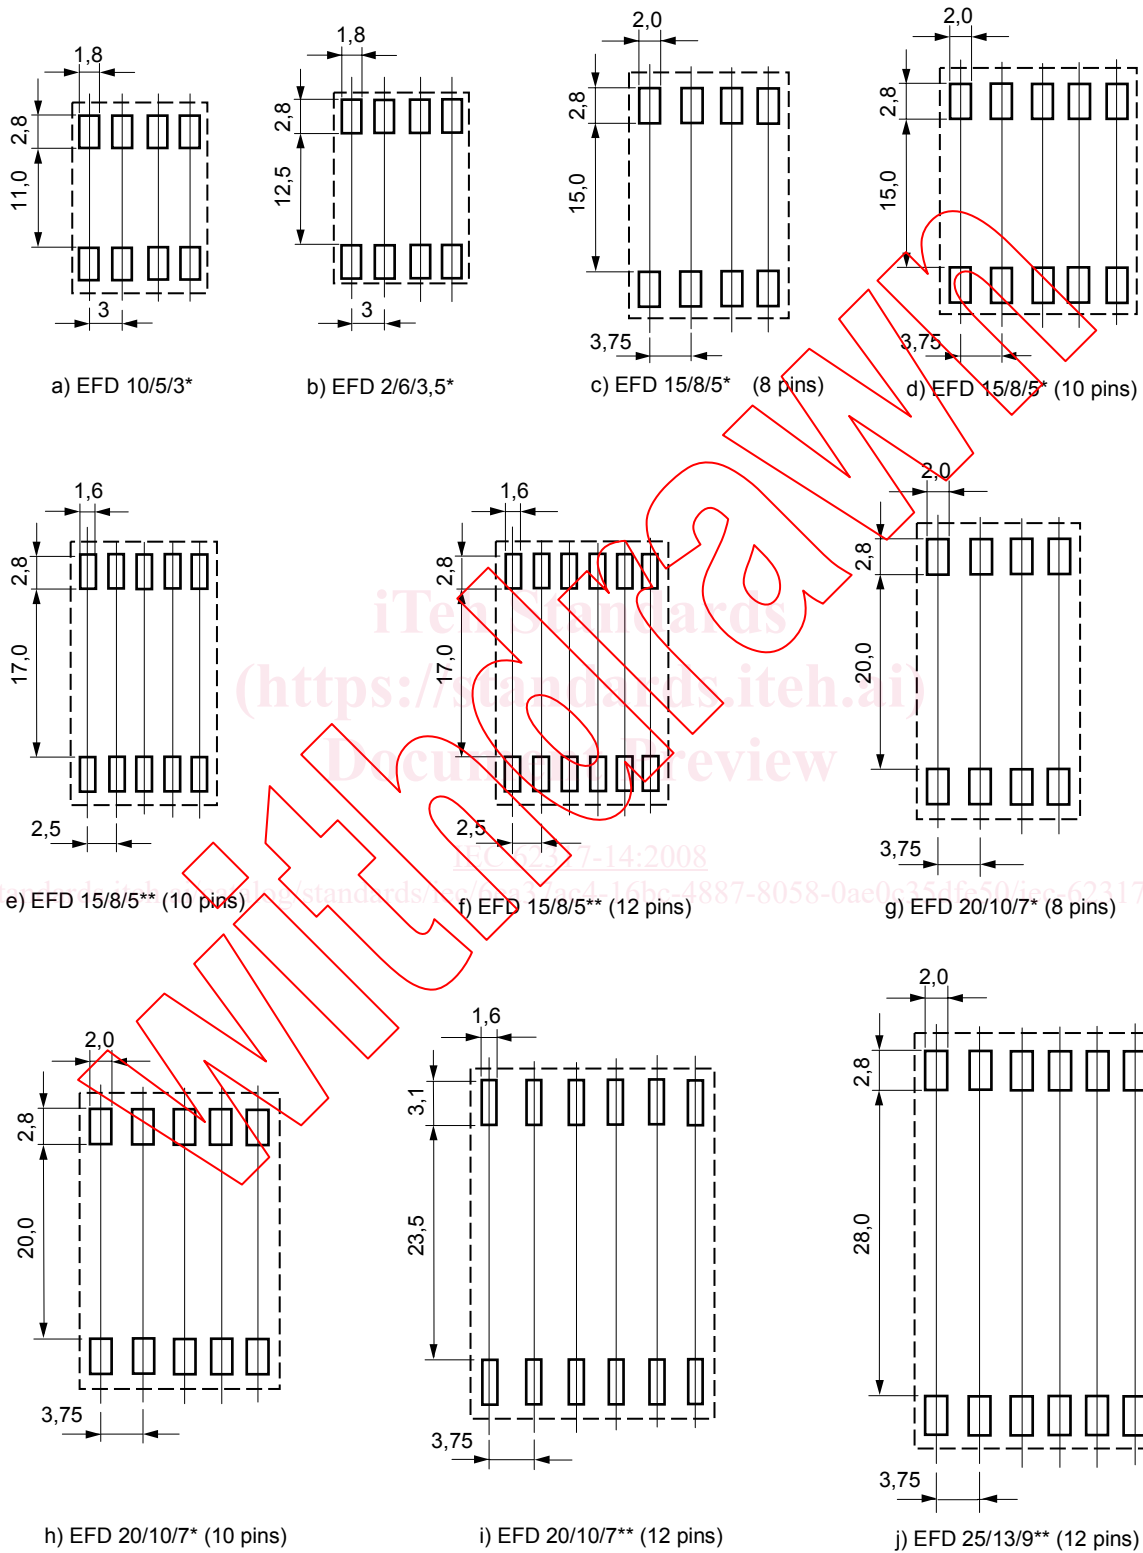 1,8
2,8
11,0
3
a) EFD 10/5/3*
1,8
2,8
12,5
3
b) EFD 2/6/3,5*
2,0
2,8
15,0
3,75
c) EFD 15/8/5* (8 pins)
2,0
2,8
15,0
3,75
d) EFD 15/8/5* (10 pins)
1,6
2,8
17,0
2,5
e) EFD 15/8/5** (10 pins)
1,6
2,8
17,0
2,5
f) EFD 15/8/5** (12 pins)
2,0
2,8
20,0
3,75
g) EFD 20/10/7* (8 pins)
iTeh Standards
(https://standards.iteh.ai)
Document Preview
IEC 62317-14:2008
withdrawn
2,0
2,8
20,0
3,75
h) EFD 20/10/7* (10 pins)
1,6
3,1
23,5
3,75
i) EFD 20/10/7** (12 pins)
2,0
2,8
28,0
3,75
j) EFD 25/13/9** (12 pins)